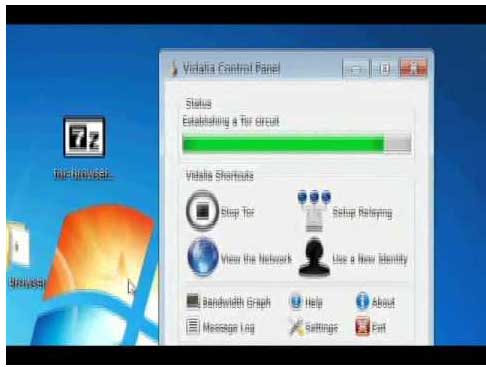 Vidalia Control Panel
Status
Establishing a Tor circuit
7z
Tor-Browser...
Vidalia Shortcuts
Stop Tor
Setup Relaying
View the Network
Use a New Identity
Browser
Bandwidth Graph
Help
About
Message Log
Settings
Exit